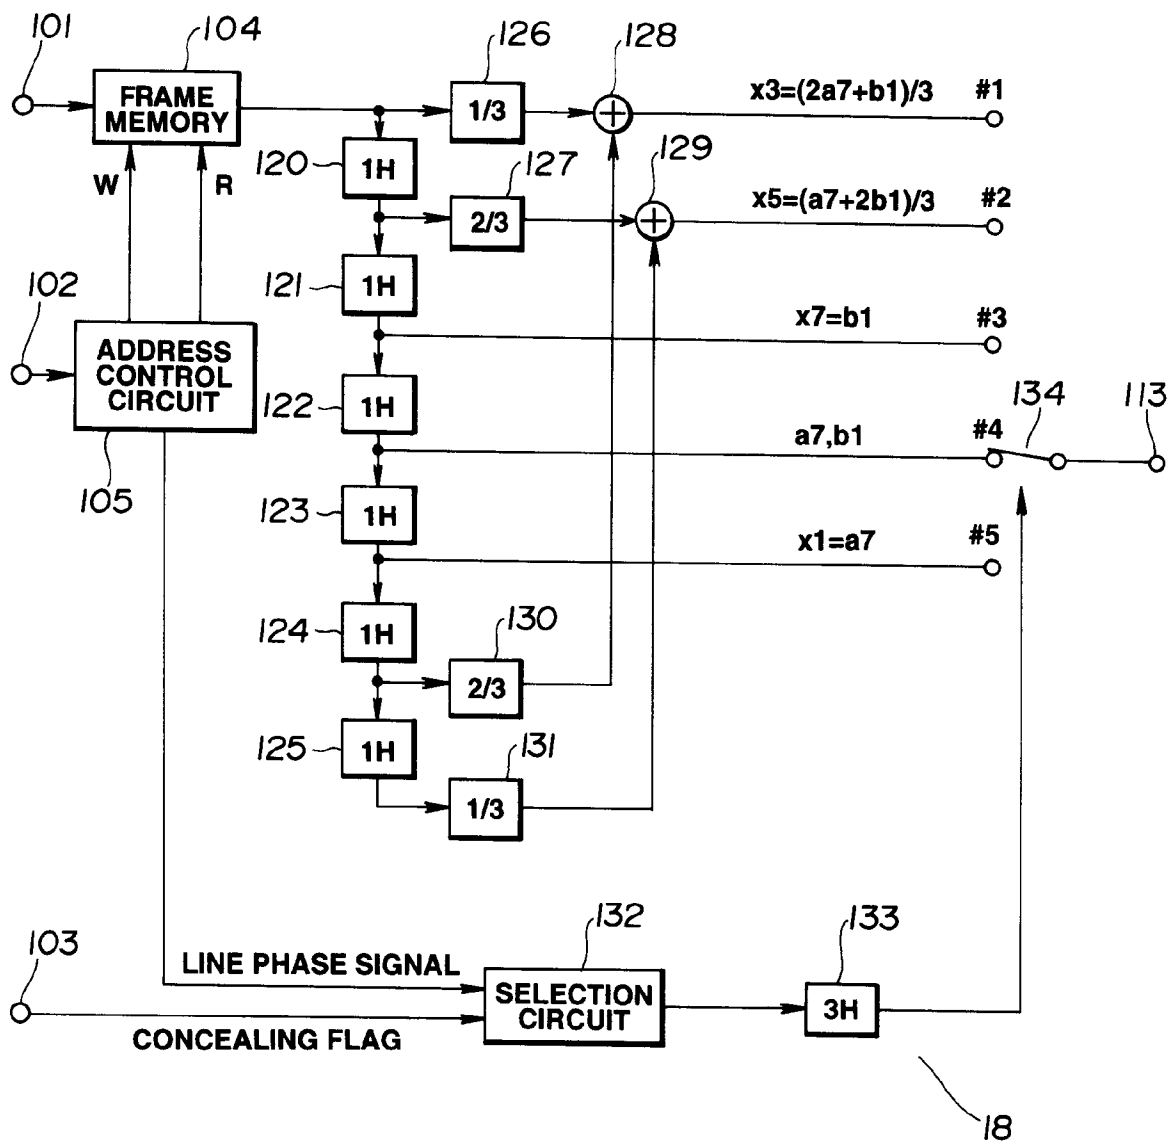 101
104
126
128
FRAME
MEMORY
1/3
+
x3=(2a7+b1)/3
#1
120
1H
127
129
W
R
2/3
+
x5=(a7+2b1)/3
#2
102
121
1H
x7=b1
#3
ADDRESS
CONTROL
CIRCUIT
122
1H
134
113
a7,b1
#4
105
123
1H
x1=a7
#5
124
1H
130
2/3
125
1H
131
1/3
132
133
103
LINE PHASE SIGNAL
SELECTION
CIRCUIT
3H
CONCEALING FLAG
18